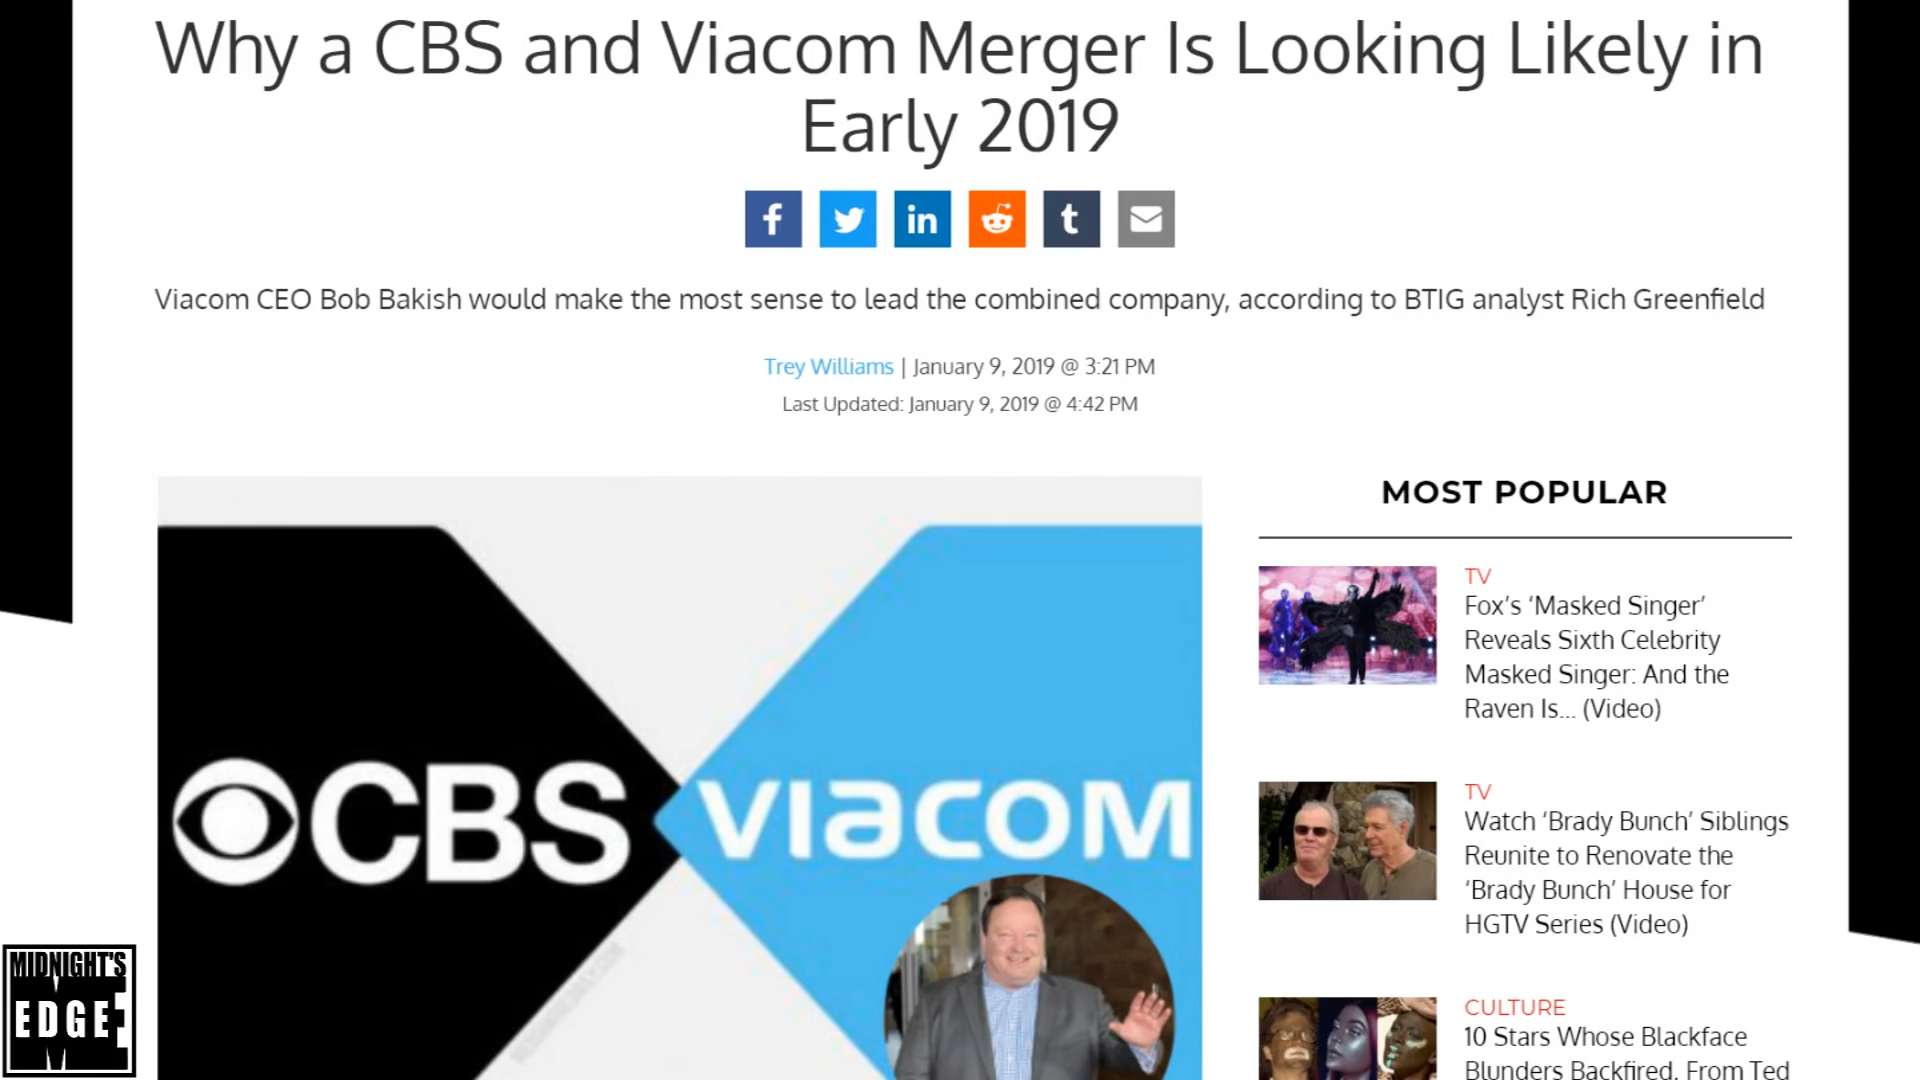 Why a CBS and Viacom Merger Is Looking Likely in
Early 2019
Viacom CEO Bob Bakish would make the most sense to lead the combined company, according to BTIG analyst Rich Greenfield
Trey Williams | January 9, 2019 @ 3:21 PM
Last Updated: January 9, 2019 @ 4:42 PM
CBS
VIacoM
MOST POPULAR
TV
Fox’s ‘Masked Singer’
Reveals Sixth Celebrity
Masked Singer: And the
Raven Is... (Video)
TV
Watch ‘Brady Bunch’ Siblings
Reunite to Renovate the
‘Brady Bunch’ House for
HGTV Series (Video)
CULTURE
10 Stars Whose Blackface
Blunders Backfired, From Ted
MIDNIGHT'S
EDGE